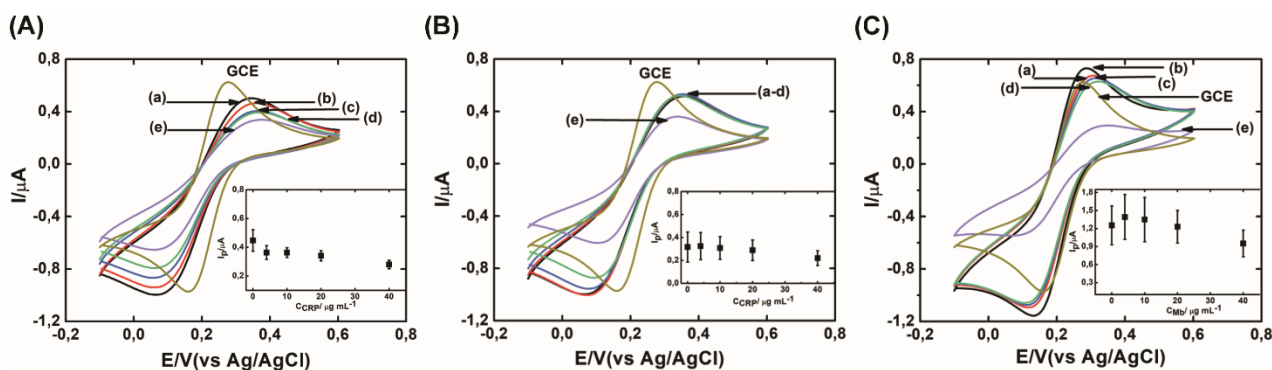 (A)
0,8
0,4
0,0
-0,4
-0,8
-1,2
I/µA
-0,2
0,0
0,2
0,4
0,6
0,8
E/V(vs Ag/AgCl)
GCE
(a)
(b)
(c)
(d)
(e)
0,8
0,6
0,4
0,2
Ip/µA
0
10
20
30
40
CCRP/ µg mL-1
(B)
0,8
0,4
0,0
-0,4
-0,8
-1,2
I/µA
-0,2
0,0
0,2
0,4
0,6
0,8
E/V(vs Ag/AgCl)
GCE
(a-d)
(e)
0,8
0,6
0,4
0,2
0,0
Ip/µA
0
10
20
30
40
CCRP/ µg mL-1
(C)
0,8
0,4
0,0
-0,4
-0,8
-1,2
I/µA
-0,2
0,0
0,2
0,4
0,6
0,8
E/V(vs Ag/AgCl)
(a)
(b)
(c)
(d)
GCE
(e)
1,8
1,5
1,2
0,9
0,6
0,3
Ip/µA
0
10
20
30
40
CMb/ µg mL-1